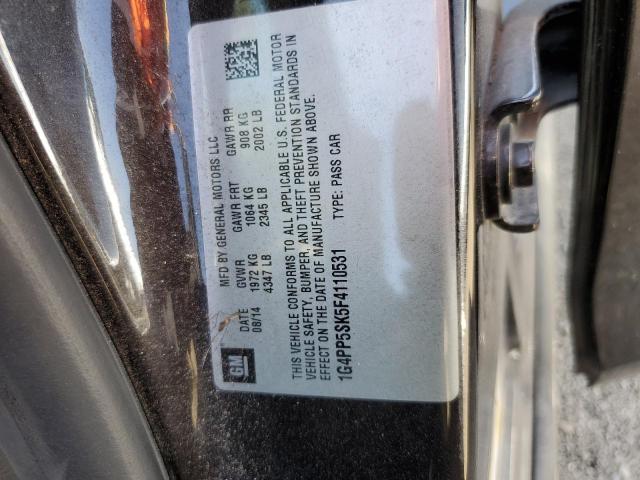 GM
MFD BY GENERAL MOTORS LLC
DATE GVWR GAWR FRT GAWR RR
08/14 1972 KG 1064 KG 908 KG
4347 LB 2345 LB 2002 LB
THIS VEHICLE CONFORMS TO ALL APPLICABLE U.S. FEDERAL MOTOR
VEHICLE SAFETY, BUMPER, AND THEFT PREVENTION STANDARDS IN
EFFECT ON THE DATE OF MANUFACTURE SHOWN ABOVE.
1G4PP5SK5F4110531 TYPE: PASS CAR